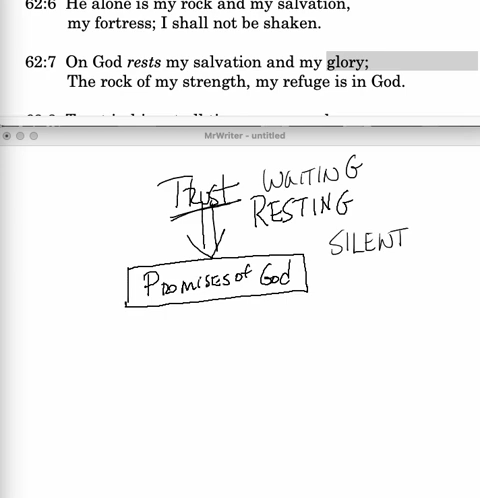 62:6 He alone is my rock and my salvation,
my fortress; I shall not be shaken.
62:7 On God rests my salvation and my glory;
The rock of my strength, my refuge is in God.
MrWriter - untitled
Trust WAITING
RESTING
SILENT
PROMISES of GOD